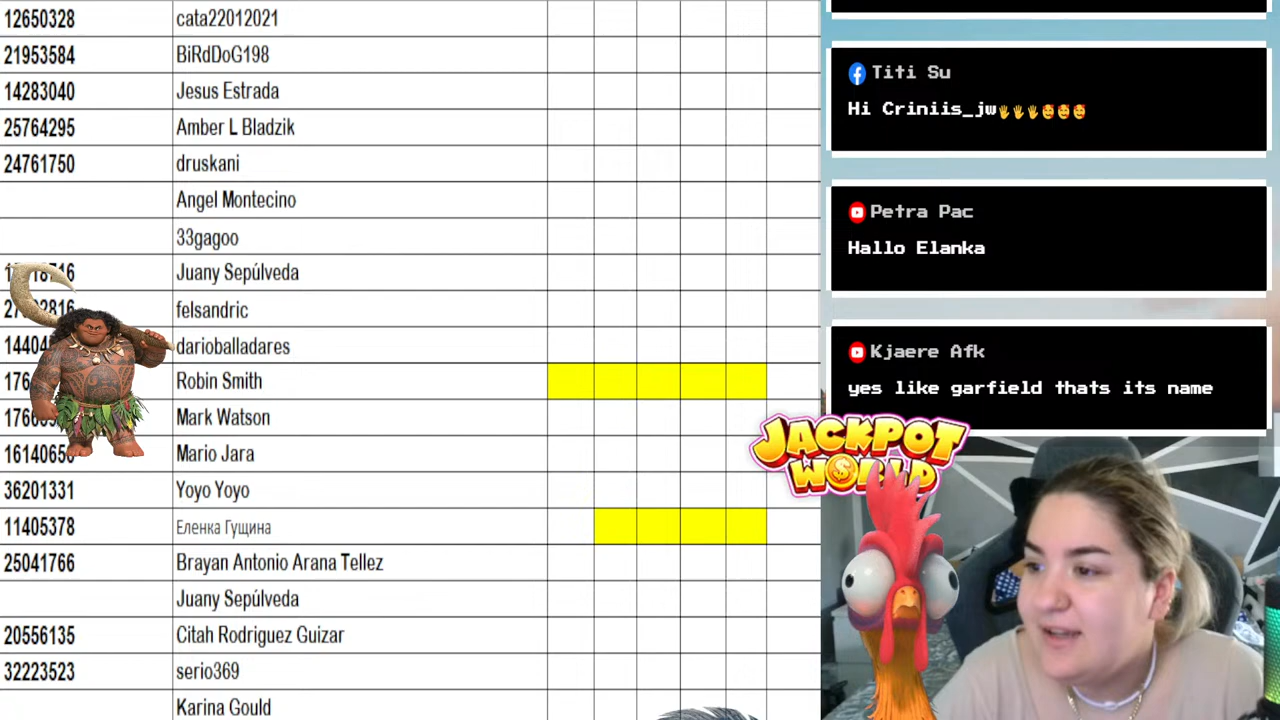 12650328 cata22012021
21953584 BiRdDoG198
14283040 Jesus Estrada
25764295 Amber L Bladzik
24761750 druskani
Angel Montecino
33gagoo
Juany Sepúlveda
felsandric
darioballadares
Robin Smith
Mark Watson
16140656 Mario Jara
36201331 Yoyo Yoyo
11405378 Еленка Гущина
25041766 Brayan Antonio Arana Tellez
Juany Sepúlveda
20556135 Citah Rodriguez Guizar
32223523 serio369
Karina Gould
Titi Su
Hi Criniis_jw🖐🖐🖐🥰🥰🥰
Petra Pac
Hallo Elanka
Kjaere Afk
yes like garfield thats its name
JACKPOT
WORLD